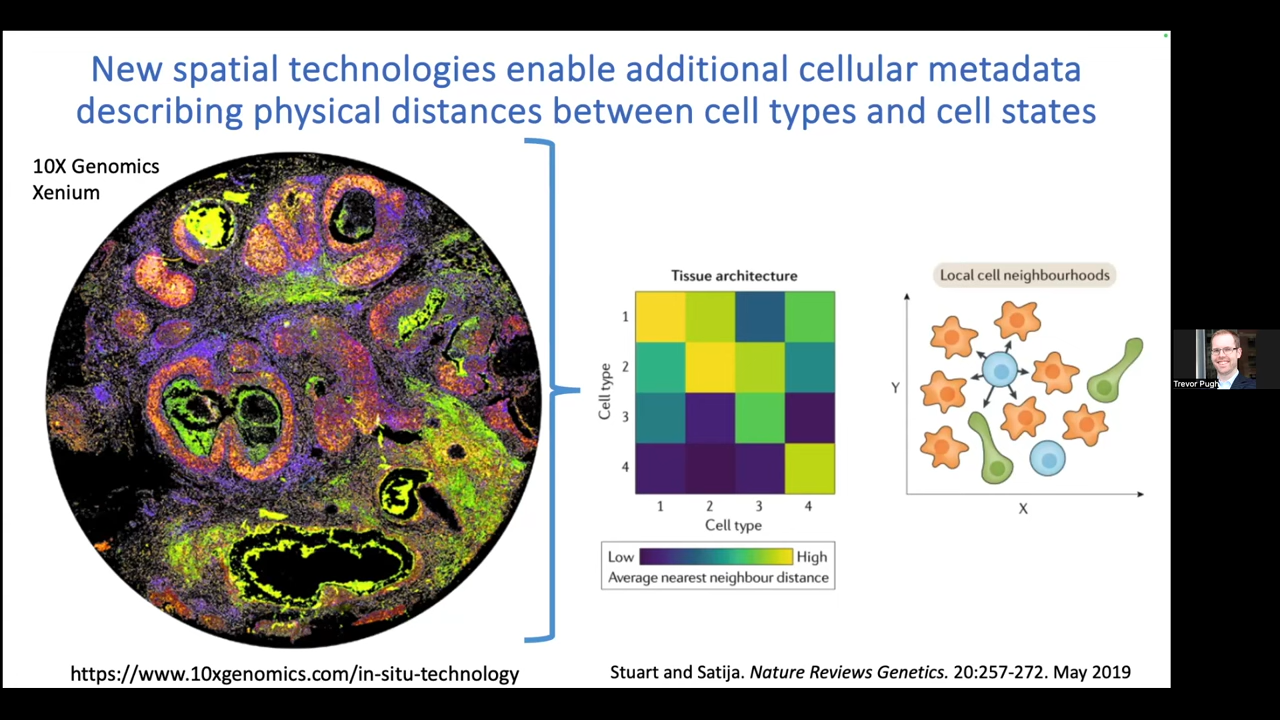 New spatial technologies enable additional cellular metadata
describing physical distances between cell types and cell states
10X Genomics
Xenium
Tissue architecture
Cell type
1
2
3
4
1 2 3 4
Cell type
Low High
Average nearest neighbour distance
Local cell neighbourhoods
Y
X
https://www.10xgenomics.com/in-situ-technology
Stuart and Satija. Nature Reviews Genetics. 20:257-272. May 2019
Trevor Pugh